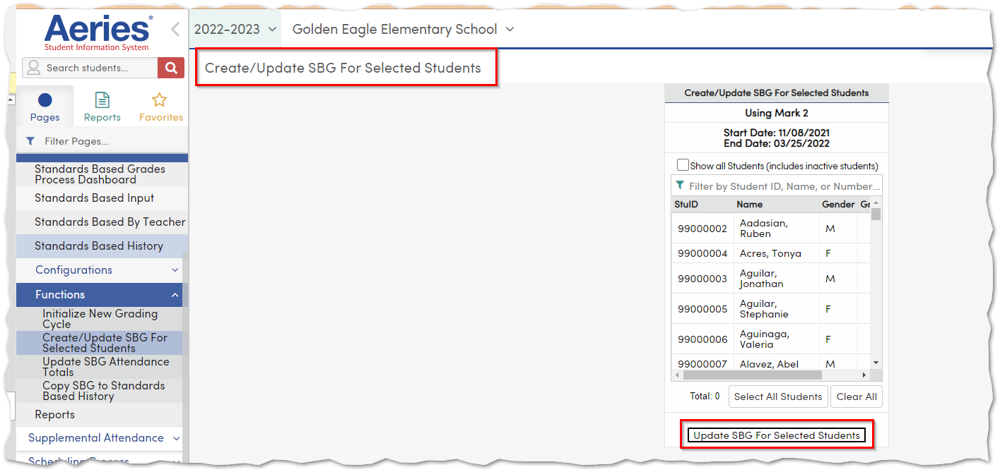 Aeries®
Student Information System
Search students...
Pages
Reports
Favorites
Filter Pages...
Standards Based Grades
Process Dashboard
Standards Based Input
Standards Based By Teacher
Standards Based History
Configurations
Functions
Initialize New Grading
Cycle
Create/Update SBG For
Selected Students
Update SBG Attendance
Totals
Copy SBG to Standards
Based History
Reports
Supplemental Attendance
Scheduling Process
2022-2023
Golden Eagle Elementary School
Create/Update SBG For Selected Students
Create/Update SBG For Selected Students
Using Mark 2
Start Date: 11/08/2021
End Date: 03/25/2022
Show all Students (includes inactive students)
Filter by Student ID, Name, or Number...
StuID Name Gender Gr
99000002 Aadasian, Ruben M
99000004 Acres, Tonya F
99000003 Aguilar, Jonathan M
99000005 Aguilar, Stephanie F
99000006 Aguinaga, Valeria F
99000007 Alavez, Abel M
Total: 0 Select All Students Clear All
Update SBG For Selected Students